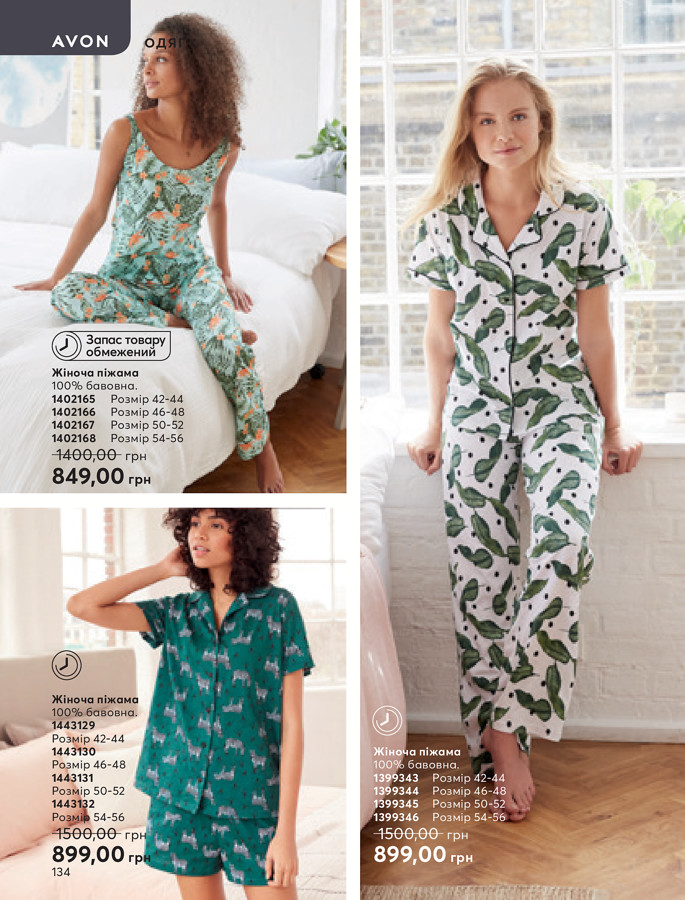 AVON
ОДЯГ
Запас товару
обмежений
Жіноча піжама
100% бавовна.
1402165 Розмір 42-44
1402166 Розмір 46-48
1402167 Розмір 50-52
1402168 Розмір 54-56
1400,00 грн
849,00 грн
Жіноча піжама
100% бавовна.
1443129
Розмір 42-44
1443130
Розмір 46-48
1443131
Розмір 50-52
1443132
Розмір 54-56
1500,00 грн
899,00 грн
134
Жіноча піжама
100% бавовна.
1399343 Розмір 42-44
1399344 Розмір 46-48
1399345 Розмір 50-52
1399346 Розмір 54-56
1500,00 грн
899,00 грн